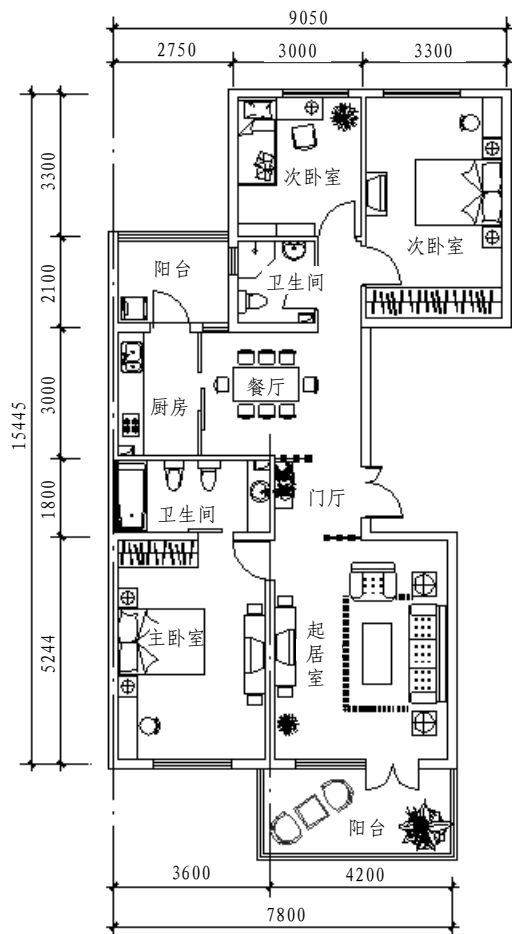 9050
2750
3000
3300
3300
2100
3000
1800
5244
15445
次卧室
次卧室
阳台
卫生间
餐厅
厨房
门厅
卫生间
主卧室
起居室
阳台
3600
4200
7800